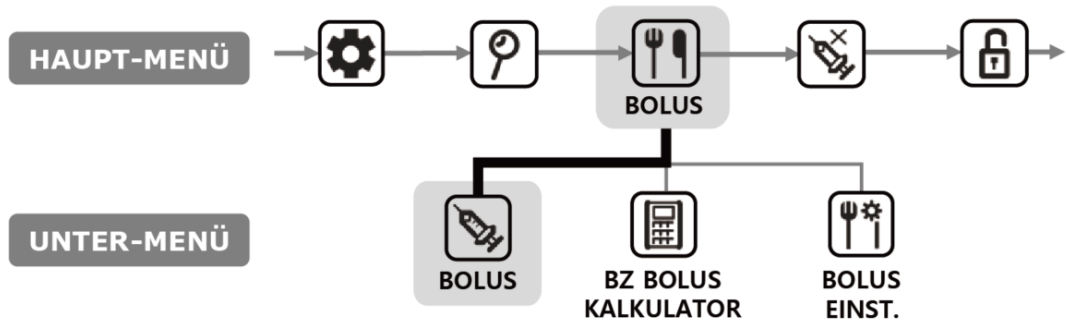 HAUPT-MENÜ
BOLUS
UNTER-MENÜ
BOLUS
BZ BOLUS
KALKULATOR
BOLUS
EINST.